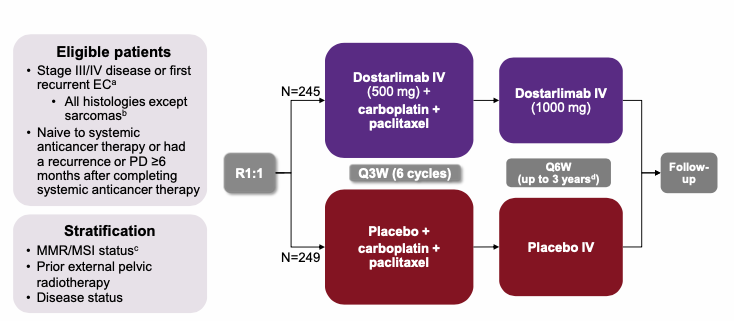 Eligible patients
• Stage III/IV disease or first
recurrent ECa
• All histologies except
sarcomasb
• Naive to systemic
anticancer therapy or had
a recurrence or PD ≥6
months after completing
systemic anticancer therapy
Stratification
• MMR/MSI statusc
• Prior external pelvic
radiotherapy
• Disease status
R1:1
N=245
N=249
Dostarlimab IV
(500 mg) +
carboplatin +
paclitaxel
Q3W (6 cycles)
Placebo +
carboplatin +
paclitaxel
Dostarlimab IV
(1000 mg)
Q6W
(up to 3 yearsd)
Placebo IV
Follow-
up